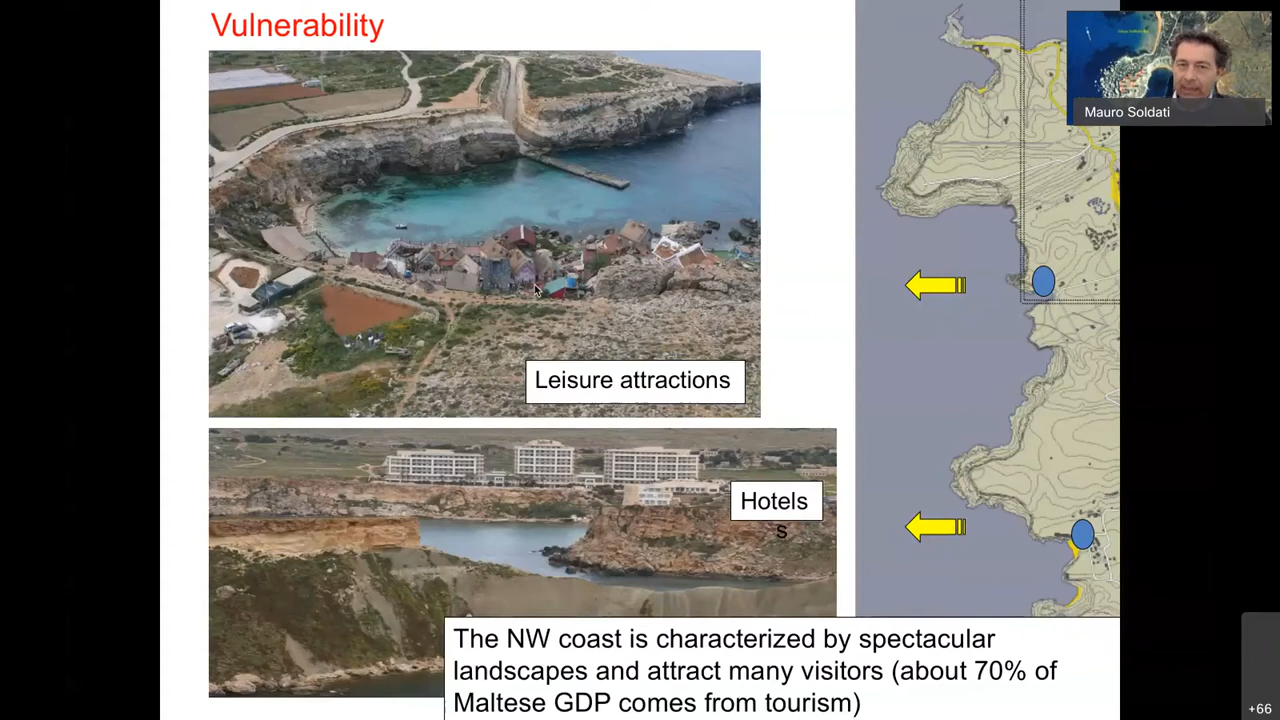 Vulnerability
Mauro Soldati
Leisure attractions
Hotels
s
The NW coast is characterized by spectacular
landscapes and attract many visitors (about 70% of
Maltese GDP comes from tourism)
+66